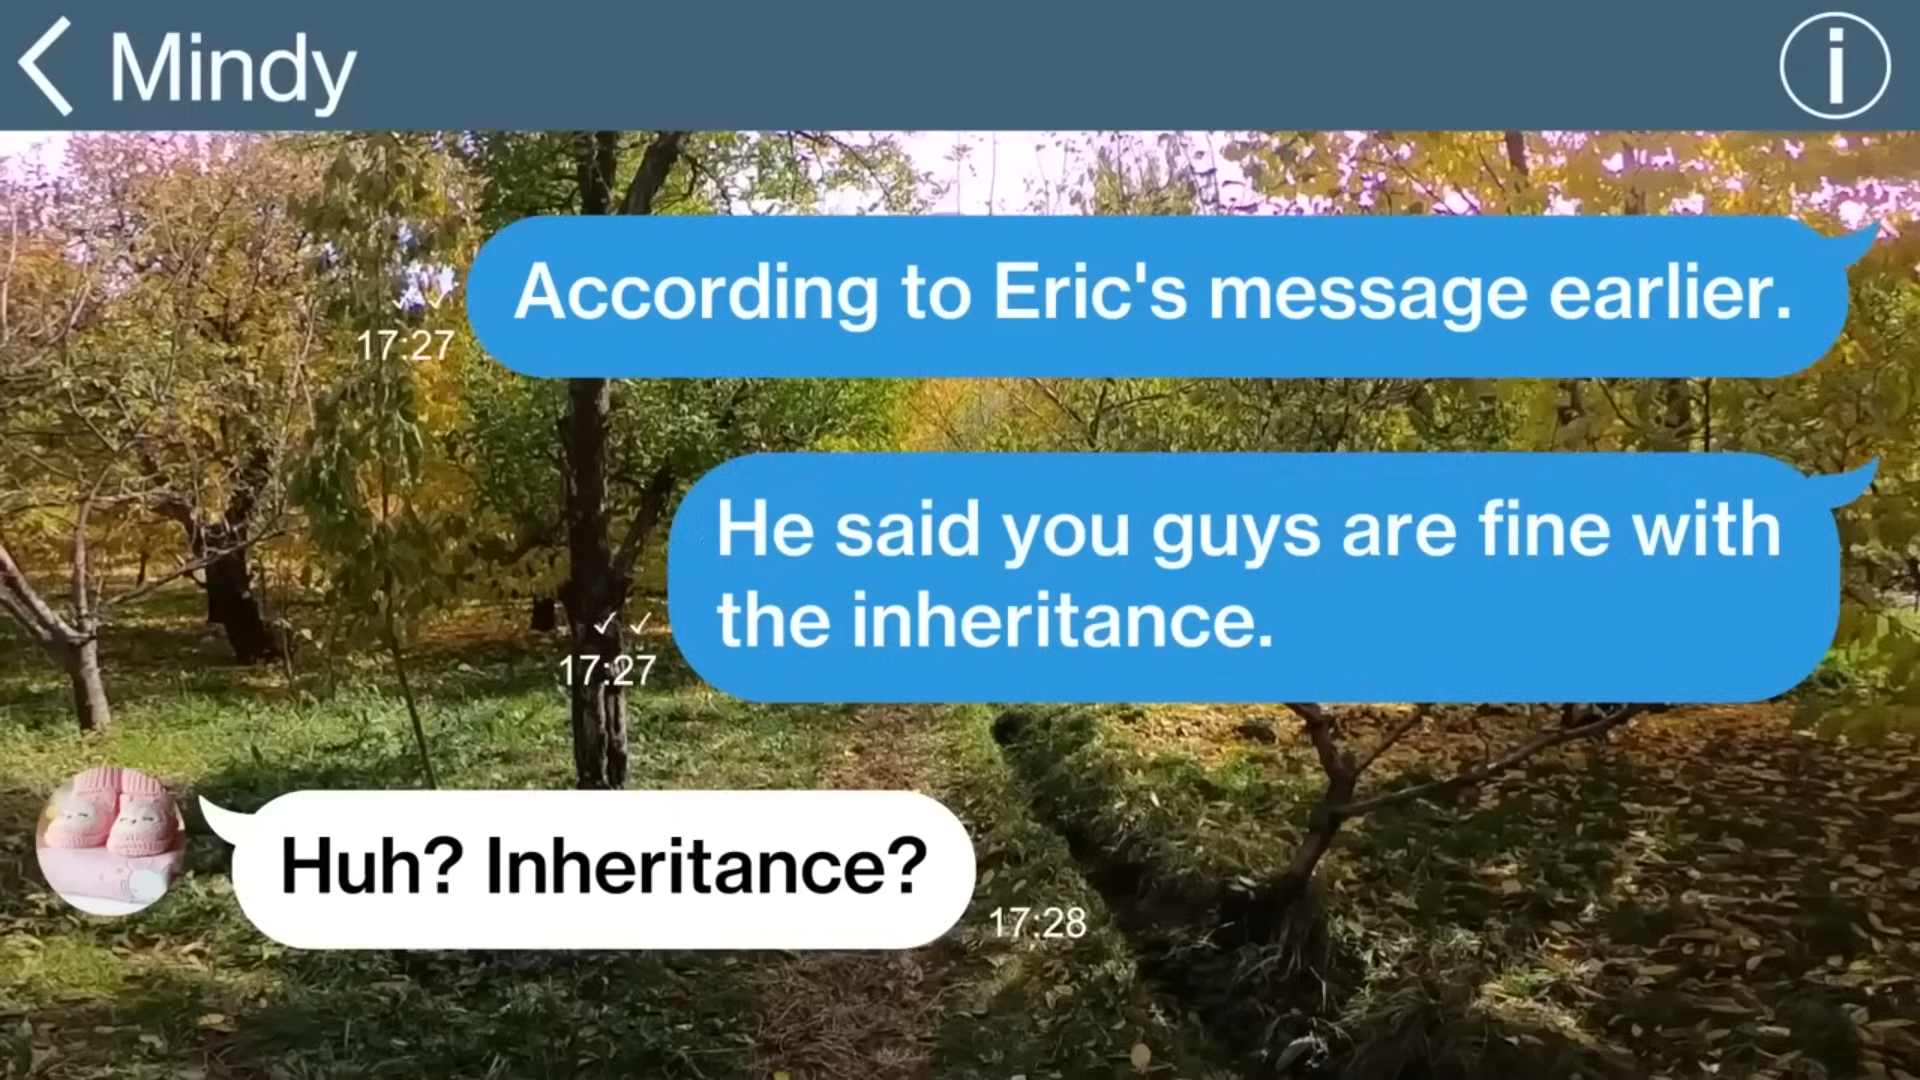 Mindy
According to Eric's message earlier.
17:27
He said you guys are fine with
the inheritance.
17:27
Huh? Inheritance?
17:28